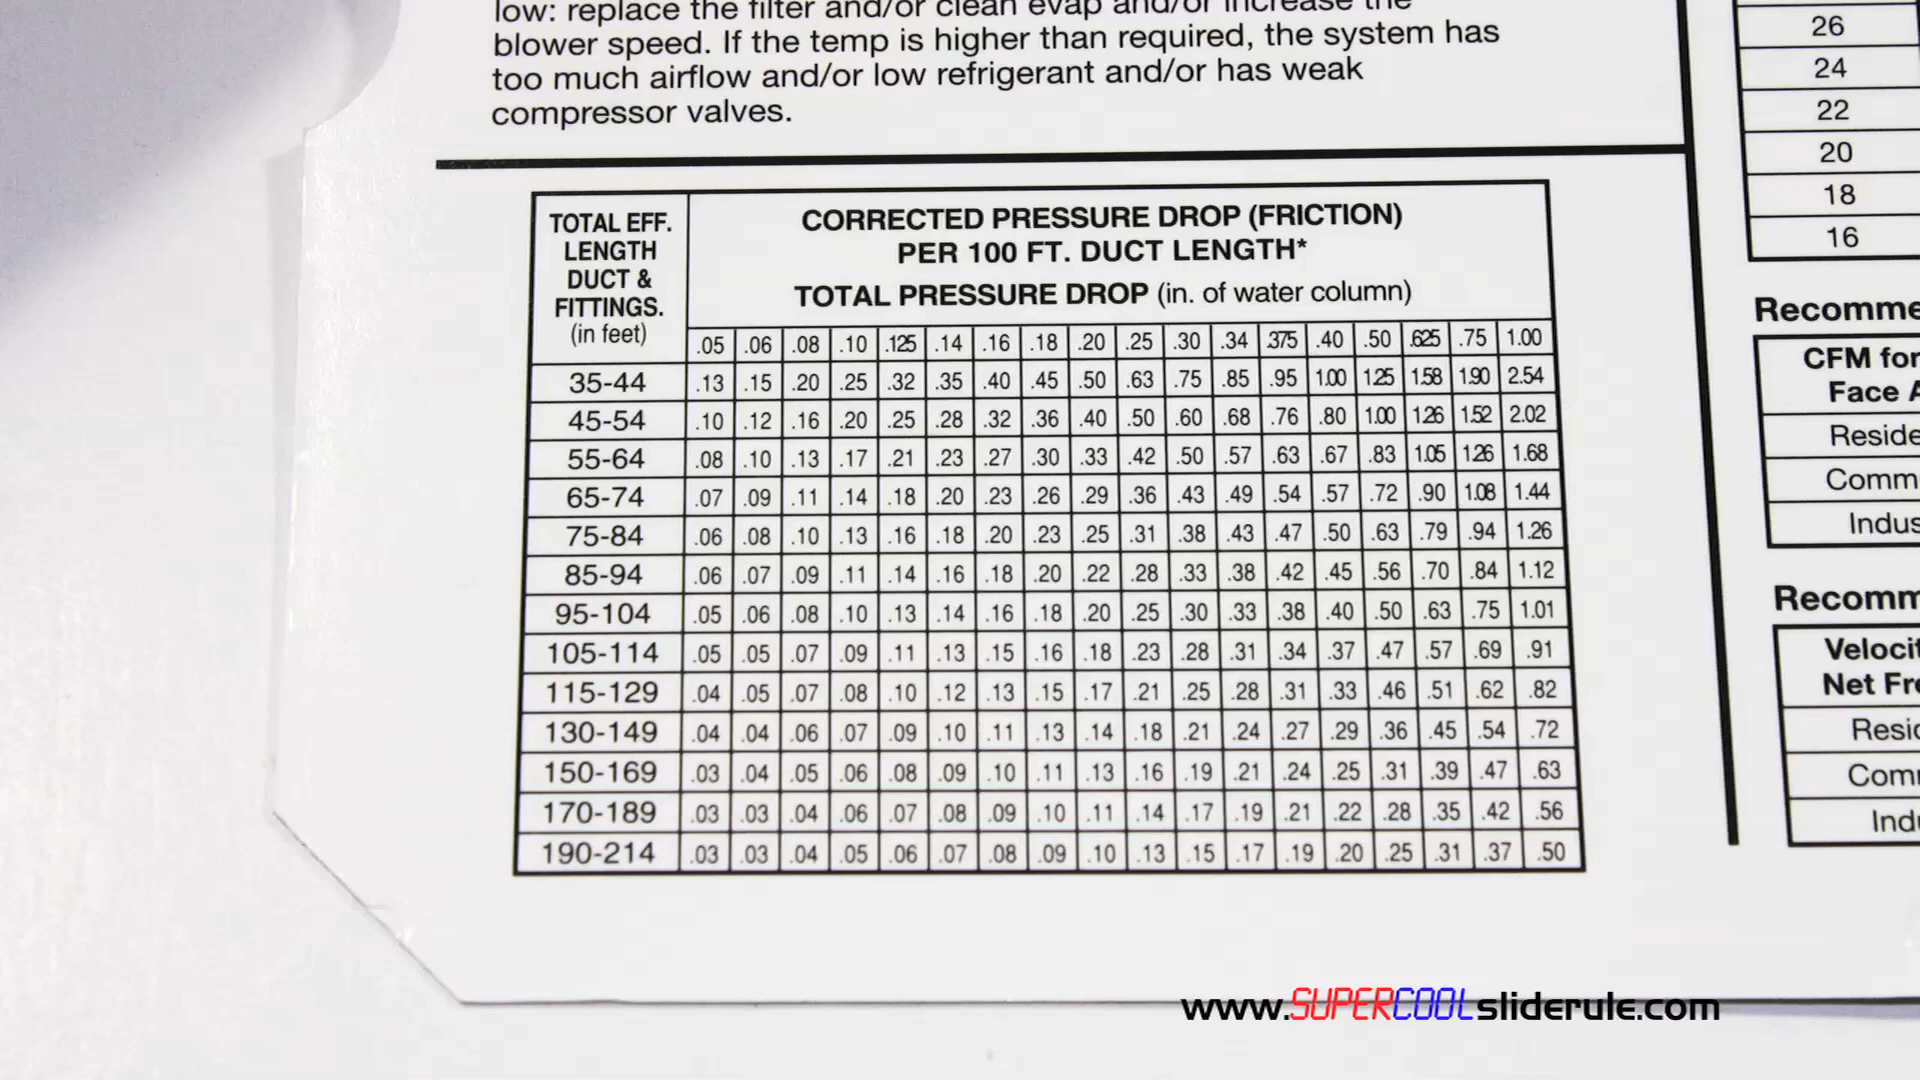 low: replace the filter and/or clean evap and/or increase the
blower speed. If the temp is higher than required, the system has
too much airflow and/or low refrigerant and/or has weak
compressor valves.
TOTAL EFF.
LENGTH
DUCT &
FITTINGS.
(in feet)
CORRECTED PRESSURE DROP (FRICTION)
PER 100 FT. DUCT LENGTH*
TOTAL PRESSURE DROP (in. of water column)
.05 .06 .08 .10 .125 .14 .16 .18 .20 .25 .30 .34 .375 .40 .50 .625 .75 1.00
35-44 .13 .15 .20 .25 .32 .35 .40 .45 .50 .63 .75 .85 .95 1.00 1.25 1.58 1.90 2.54
45-54 .10 .12 .16 .20 .25 .28 .32 .36 .40 .50 .60 .68 .76 .80 1.00 1.26 1.52 2.02
55-64 .08 .10 .13 .17 .21 .23 .27 .30 .33 .42 .50 .57 .63 .67 .83 1.05 1.26 1.68
65-74 .07 .09 .11 .14 .18 .20 .23 .26 .29 .36 .43 .49 .54 .57 .72 .90 1.08 1.44
75-84 .06 .08 .10 .13 .16 .18 .20 .23 .25 .31 .38 .43 .47 .50 .63 .79 .94 1.26
85-94 .06 .07 .09 .11 .14 .16 .18 .20 .22 .28 .33 .38 .42 .45 .56 .70 .84 1.12
95-104 .05 .06 .08 .10 .13 .14 .16 .18 .20 .25 .30 .33 .38 .40 .50 .63 .75 1.01
105-114 .05 .05 .07 .09 .11 .13 .15 .16 .18 .23 .28 .31 .34 .37 .47 .57 .69 .91
115-129 .04 .05 .07 .08 .10 .12 .13 .15 .17 .21 .25 .28 .31 .33 .46 .51 .62 .82
130-149 .04 .04 .06 .07 .09 .10 .11 .13 .14 .18 .21 .24 .27 .29 .36 .45 .54 .72
150-169 .03 .04 .05 .06 .08 .09 .10 .11 .13 .16 .19 .21 .24 .25 .31 .39 .47 .63
170-189 .03 .03 .04 .06 .07 .08 .09 .10 .11 .14 .17 .19 .21 .22 .28 .35 .42 .56
190-214 .03 .03 .04 .05 .06 .07 .08 .09 .10 .13 .15 .17 .19 .20 .25 .31 .37 .50
26
24
22
20
18
16
CFM for
Face
www.SUPERCOOLsliderule.com